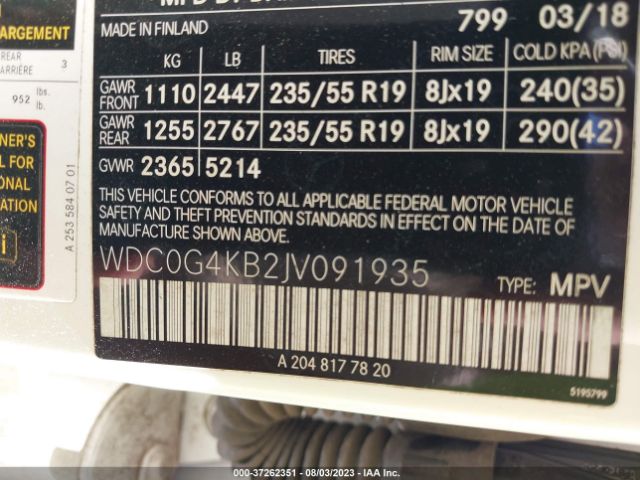 MADE IN FINLAND 799 03/18
KG LB TIRES RIM SIZE COLD KPA (PSI)
GAWR FRONT 1110 2447 235/55 R19 8Jx19 240(35)
GAWR REAR 1255 2767 235/55 R19 8Jx19 290(42)
GVWR 2365 5214
THIS VEHICLE CONFORMS TO ALL APPLICABLE FEDERAL MOTOR VEHICLE
SAFETY AND THEFT PREVENTION STANDARDS IN EFFECT ON THE DATE OF
MANUFACTURE SHOWN ABOVE.
WDC0G4KB2JV091935 TYPE: MPV
A 204 817 78 20
5195799
REAR
3
952 lbs.
lb.
FOR
A 253 584 07 01
000-37262351 - 08/03/2023 - IAA Inc.